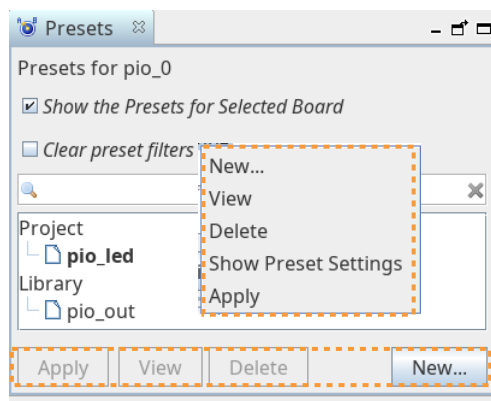 Presets
Presets for pio_0
Show the Presets for Selected Board
Clear preset filters
New...
View
Delete
Show Preset Settings
Apply
Project
pio_led
Library
pio_out
Apply View Delete New...